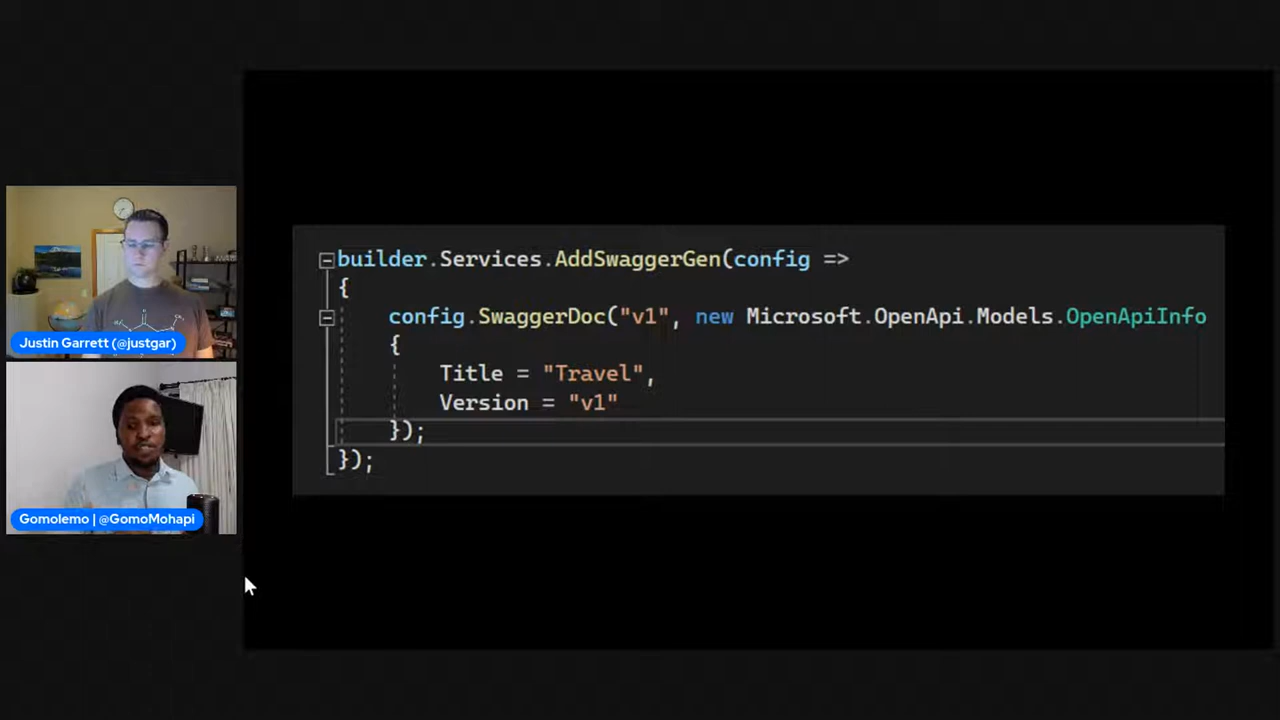 builder.Services.AddSwaggerGen(config =>
{
config.SwaggerDoc("v1", new Microsoft.OpenApi.Models.OpenApiInfo
{
Title = "Travel",
Version = "v1"
});
});
Justin Garrett (@justgar)
Gomolemo | @GomoMohapi